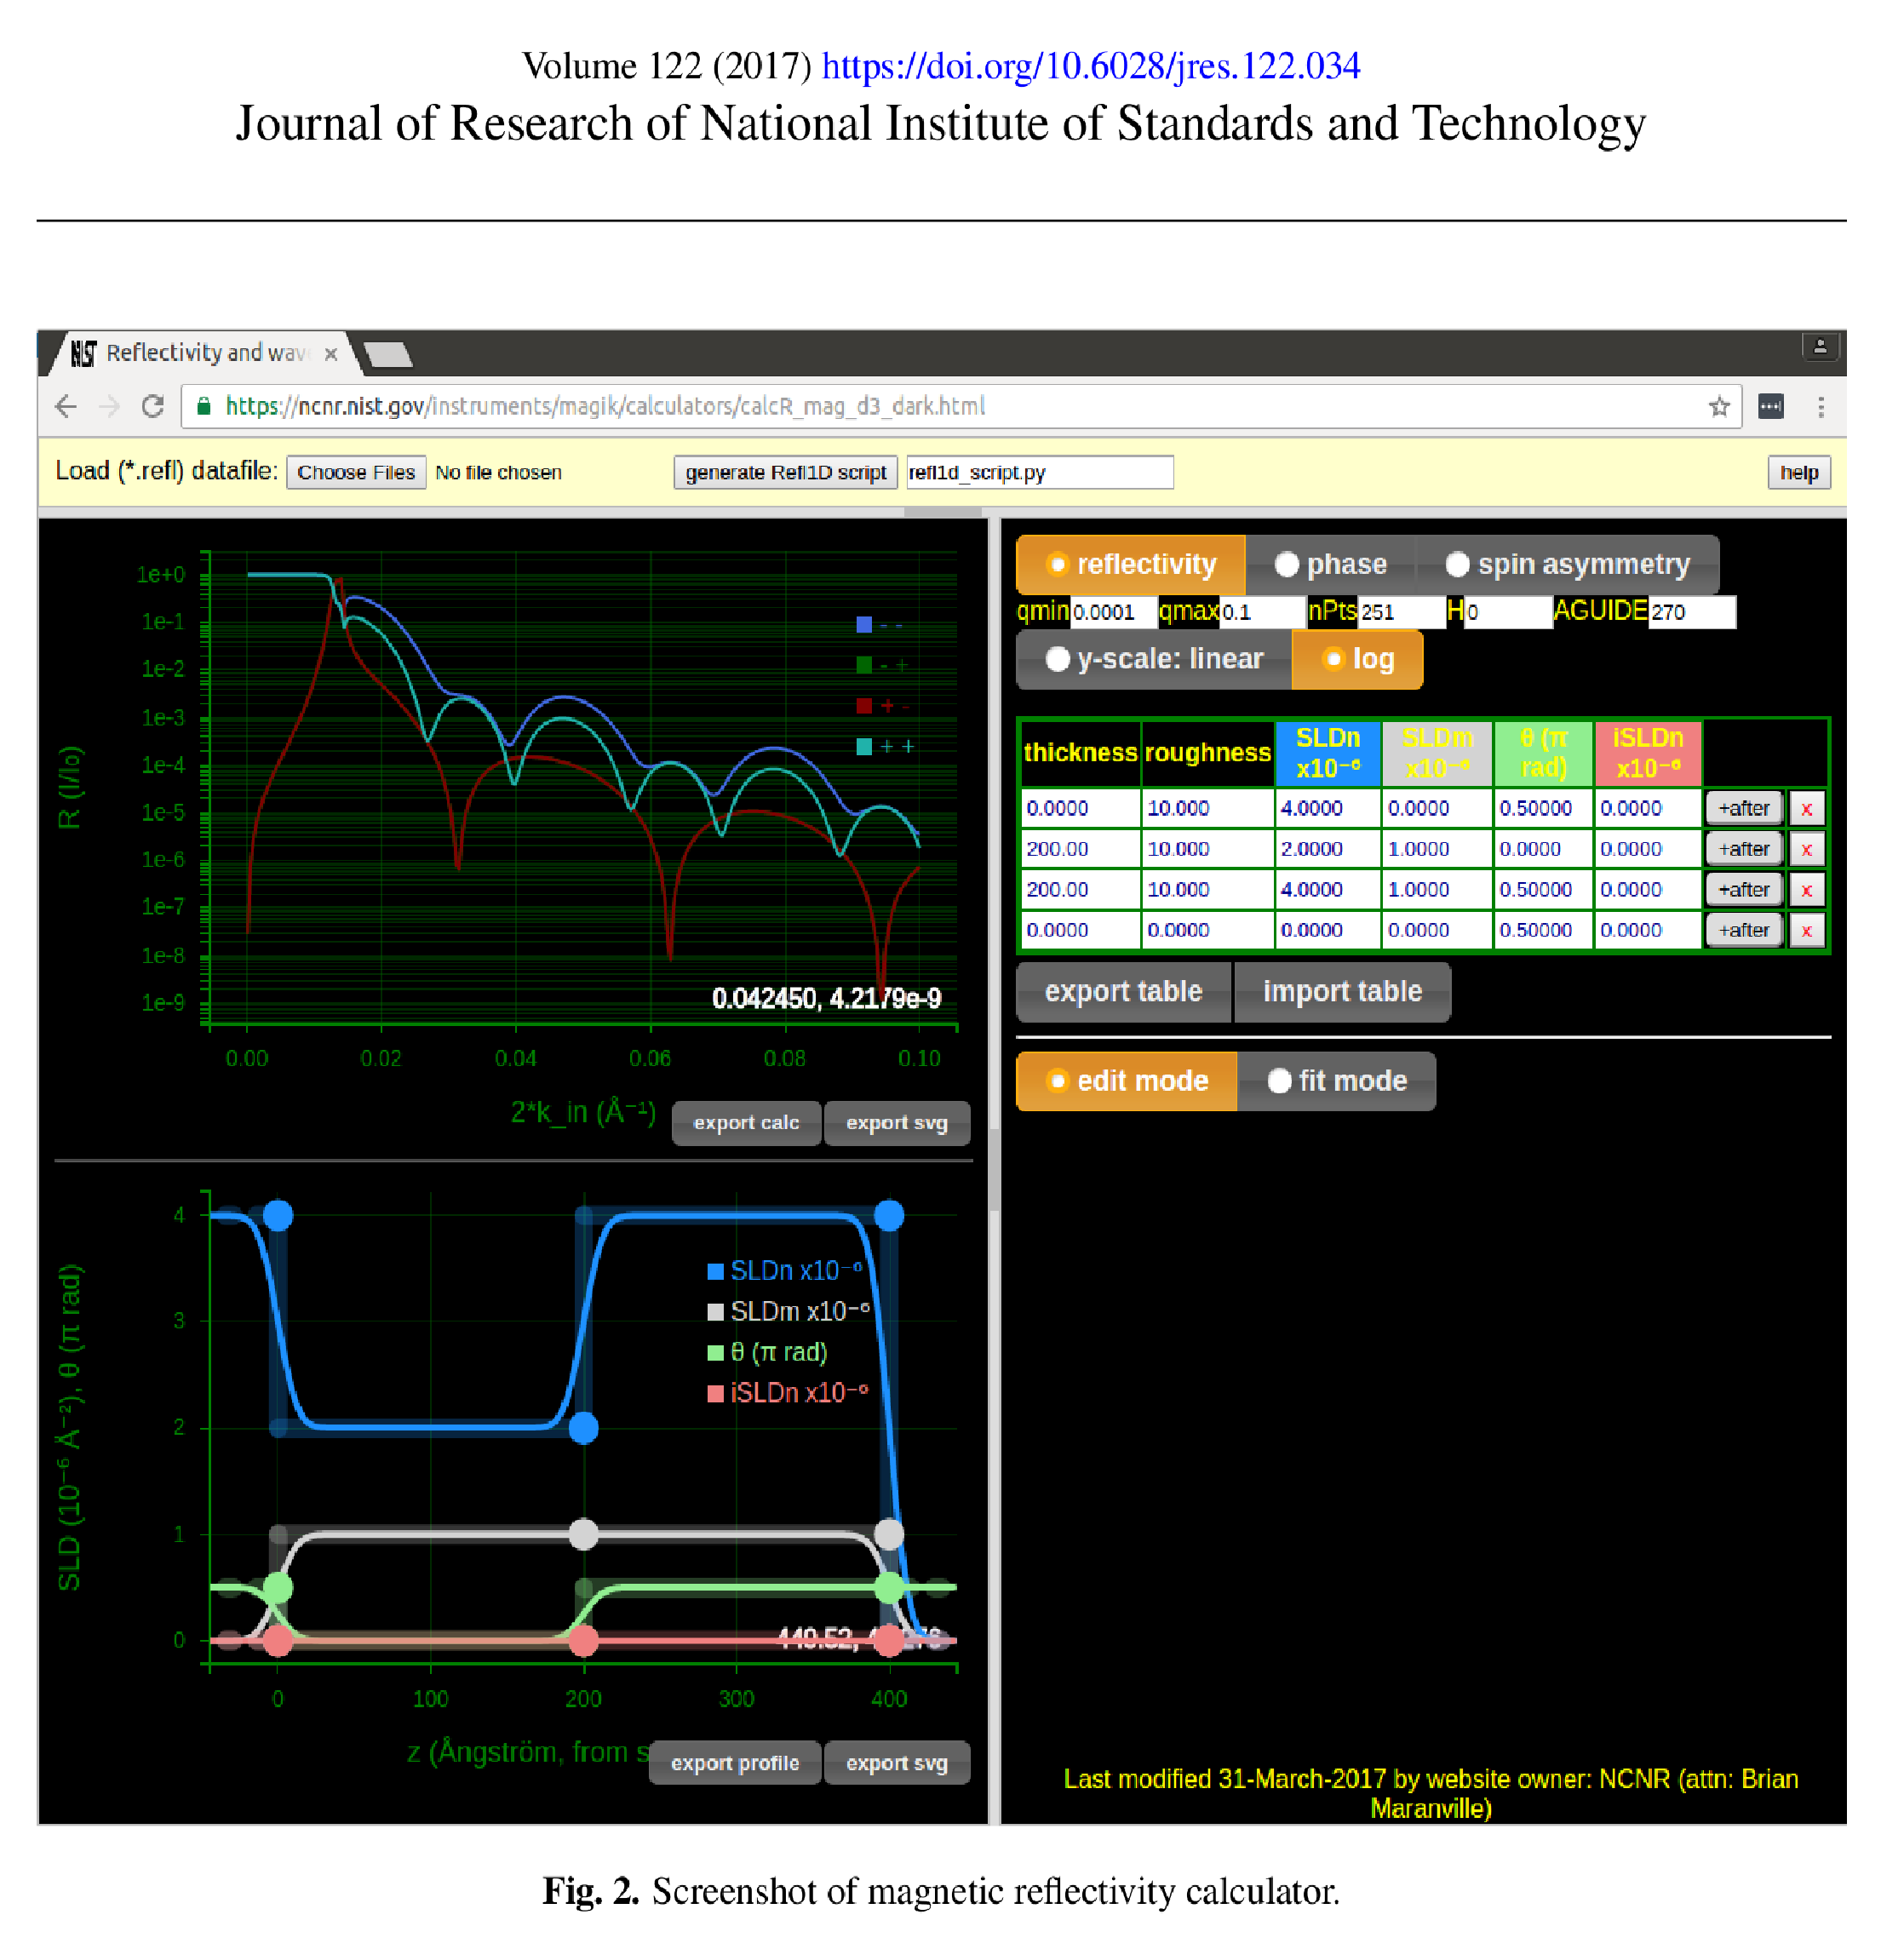 Volume 122 (2017) https://doi.org/10.6028/jres.122.034
Journal of Research of National Institute of Standards and Technology
NIST Reflectivity and wav
https://ncnr.nist.gov/instruments/magik/calculators/calcR_mag_d3_dark.html
Load (*.refl) datafile: Choose Files No file chosen generate Refl1D script refl1d_script.py help
R (I/Io)
1e+0
1e-1
1e-2
1e-3
1e-4
1e-5
1e-6
1e-7
1e-8
1e-9
- -
- +
+ -
+ +
0.042450, 4.2179e-9
0.00 0.02 0.04 0.06 0.08 0.10
2*k_in (Å⁻¹) export calc export svg
SLD (10⁻⁶ Å⁻²), θ (π rad)
4
3
2
1
0
SLDn x10⁻⁶
SLDm x10⁻⁶
θ (π rad)
iSLDn x10⁻⁶
449.52,
0 100 200 300 400
z (Ångström, from s export profile export svg
reflectivity phase spin asymmetry
qmin 0.0001 qmax 0.1 nPts 251 H 0 AGUIDE 270
y-scale: linear log
thickness roughness SLDn x10⁻⁶ SLDm x10⁻⁶ θ (π rad) iSLDn x10⁻⁶
0.0000 10.000 4.0000 0.0000 0.50000 0.0000 +after x
200.00 10.000 2.0000 1.0000 0.0000 0.0000 +after x
200.00 10.000 4.0000 1.0000 0.50000 0.0000 +after x
0.0000 0.0000 0.0000 0.0000 0.50000 0.0000 +after x
export table import table
edit mode fit mode
Last modified 31-March-2017 by website owner: NCNR (attn: Brian
Maranville)
Fig. 2. Screenshot of magnetic reflectivity calculator.